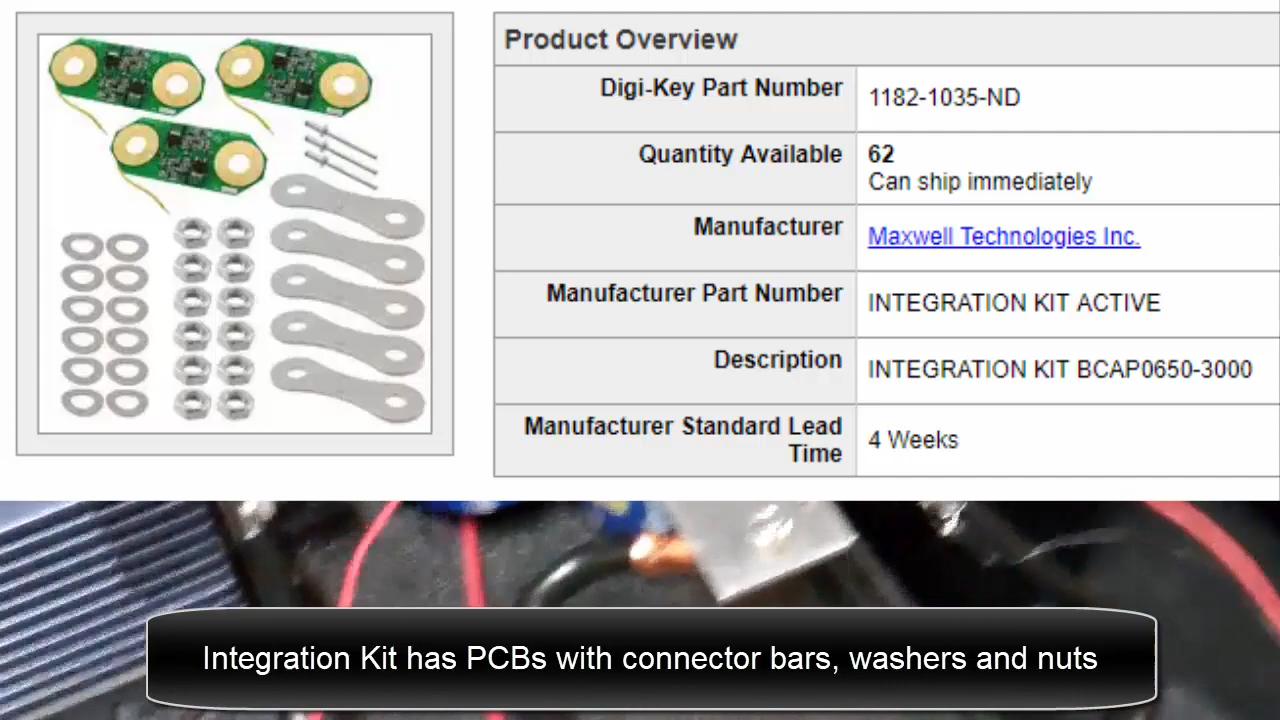 Product Overview
Digi-Key Part Number
1182-1035-ND
Quantity Available
62
Can ship immediately
Manufacturer
Maxwell Technologies Inc.
Manufacturer Part Number
INTEGRATION KIT ACTIVE
Description
INTEGRATION KIT BCAP0650-3000
Manufacturer Standard Lead
Time
4 Weeks
Integration Kit has PCBs with connector bars, washers and nuts